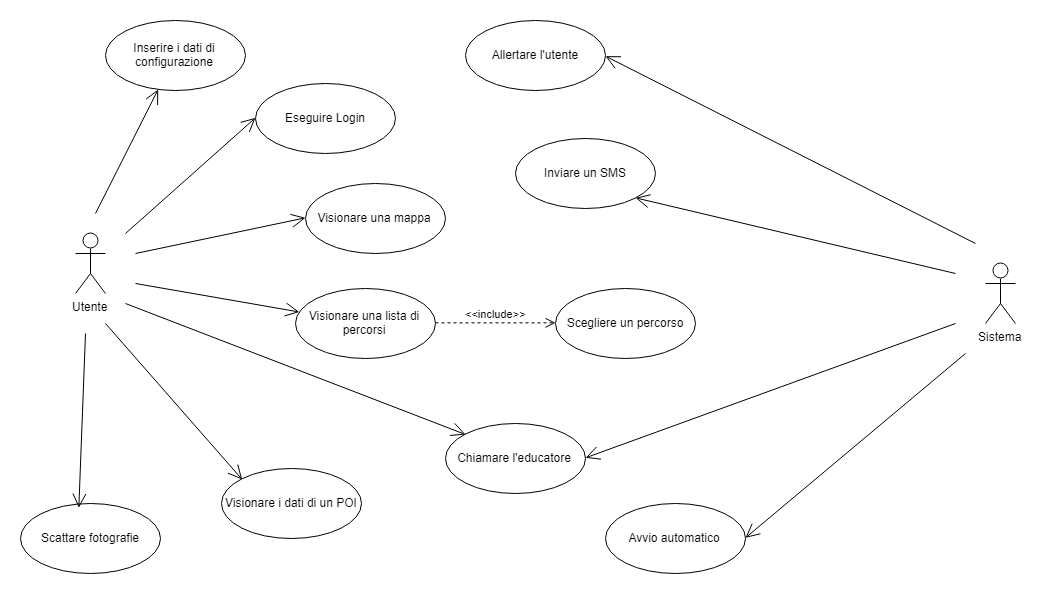 Inserire i dati di
configurazione
Allertare l'utente
Eseguire Login
Inviare un SMS
Visionare una mappa
Utente
Visionare una lista di
percorsi
<<include>>
Scegliere un percorso
Sistema
Chiamare l'educatore
Visionare i dati di un POI
Scattare fotografie
Avvio automatico